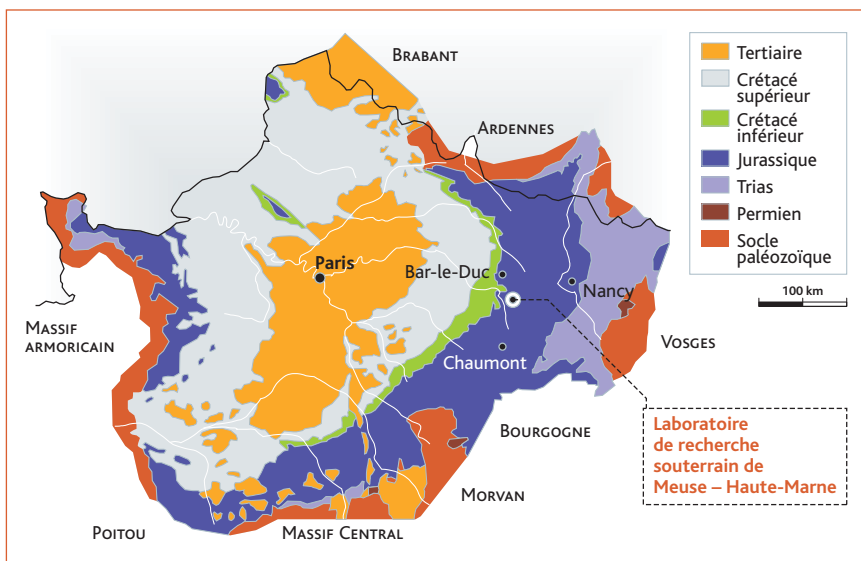 BRABANT
ARDENNES
Tertiaire
Crétacé
supérieur
Crétacé
inférieur
Jurassique
Trias
Permien
Socle
paléozoïque
100 km
Paris
Bar-le-Duc
Nancy
Chaumont
MASSIF
ARMORICAIN
VOSGES
BOURGOGNE
MORVAN
POITOU
MASSIF CENTRAL
Laboratoire
de recherche
souterrain de
Meuse – Haute-Marne